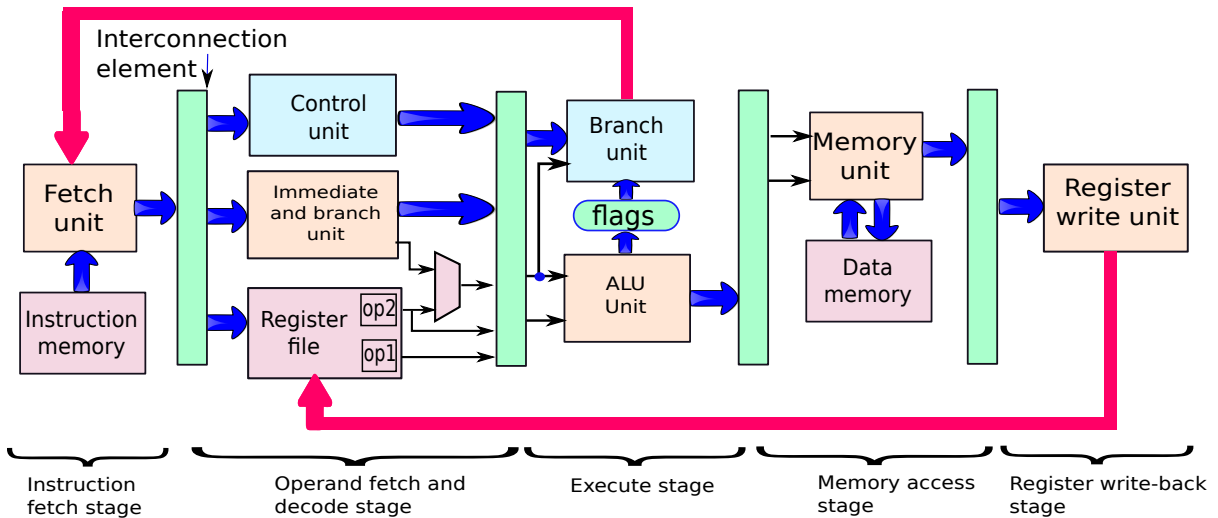 Interconnection
element
Control
unit
Branch
unit
Memory
unit
Fetch
unit
Immediate
and branch
unit
Register
write unit
flags
Data
memory
ALU
Unit
Instruction
memory
Register
file
op2
op1
Instruction
fetch stage
Operand fetch and
decode stage
Execute stage
Memory access
stage
Register write-back
stage